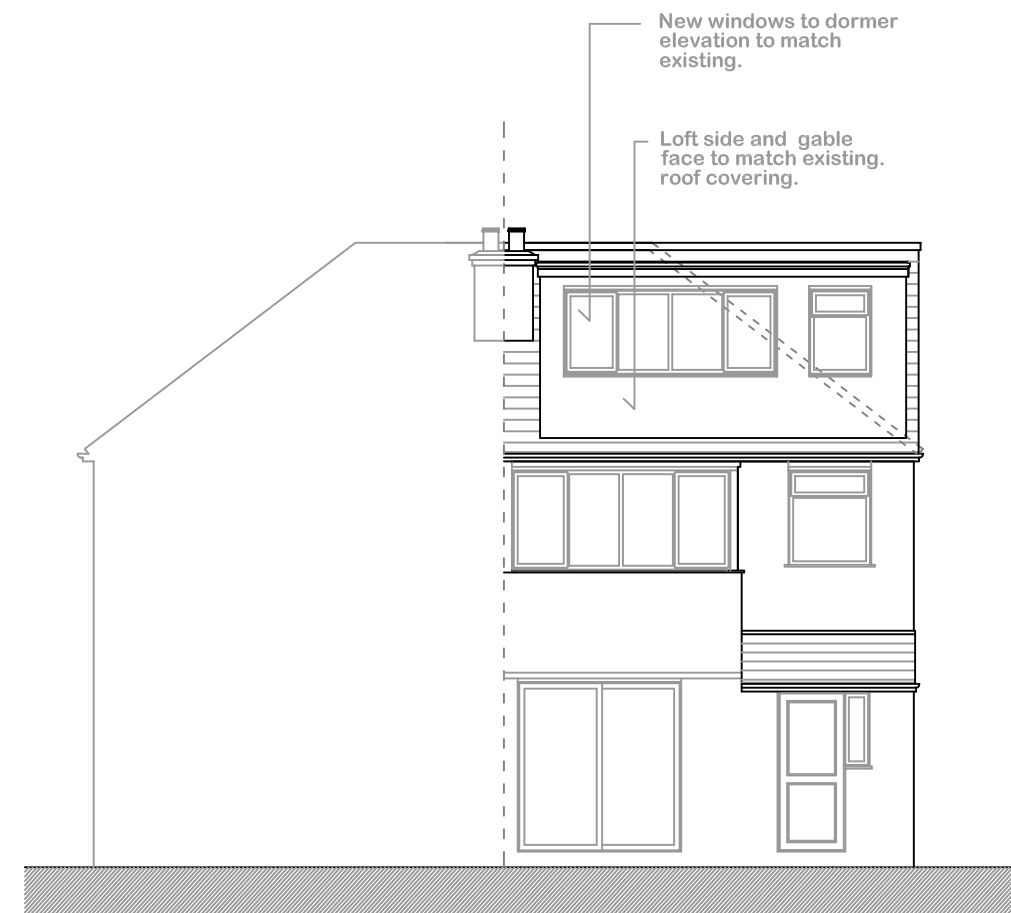 New windows to dormer
elevation to match
existing.
Loft side and gable
face to match existing.
roof covering.